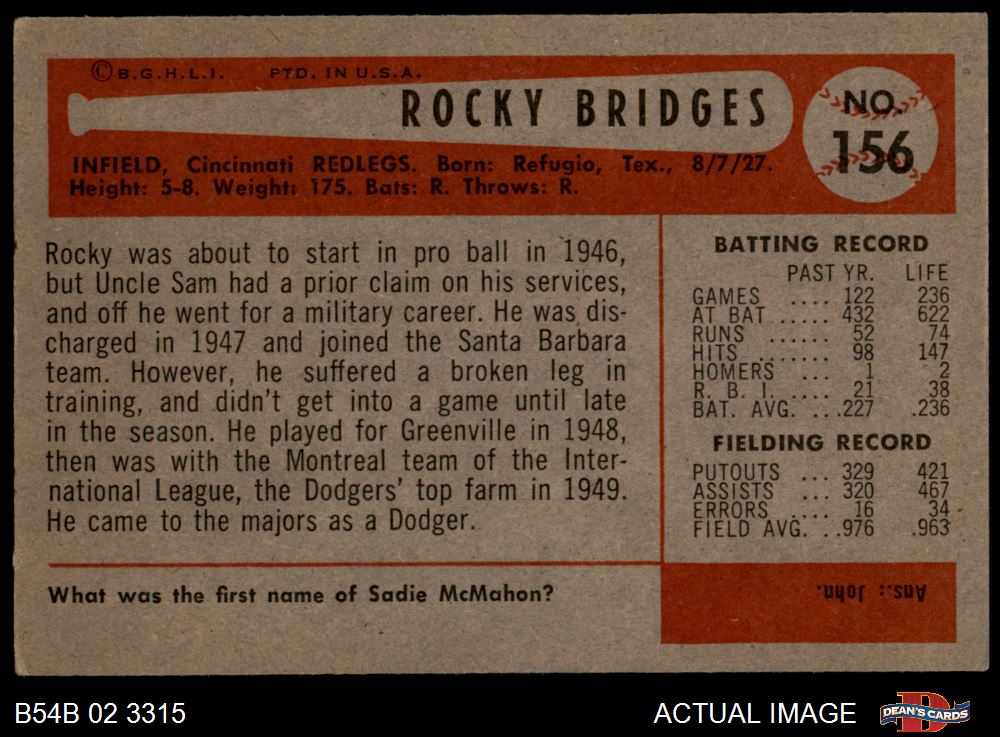 © B.G.H.L.I. PTD. IN U.S.A.
ROCKY BRIDGES
NO.
156
INFIELD, Cincinnati REDLEGS. Born: Refugio, Tex., 8/7/27.
Height: 5-8. Weight: 175. Bats: R. Throws: R.
Rocky was about to start in pro ball in 1946,
but Uncle Sam had a prior claim on his services,
and off he went for a military career. He was dis-
charged in 1947 and joined the Santa Barbara
team. However, he suffered a broken leg in
training, and didn't get into a game until late
in the season. He played for Greenville in 1948,
then was with the Montreal team of the Inter-
national League, the Dodgers' top farm in 1949.
He came to the majors as a Dodger.
BATTING RECORD
PAST YR. LIFE
GAMES .... 122 236
AT BAT ..... 432 622
RUNS ...... 52 74
HITS ....... 98 147
HOMERS ... 1 2
R. B. I. .... 21 38
BAT. AVG. ...227 .236
FIELDING RECORD
PUTOUTS ... 329 421
ASSISTS ... 320 467
ERRORS .... 16 34
FIELD AVG. ..976 .963
What was the first name of Sadie McMahon?
Ans.: John.
B54B 02 3315
ACTUAL IMAGE
DEAN'S CARDS